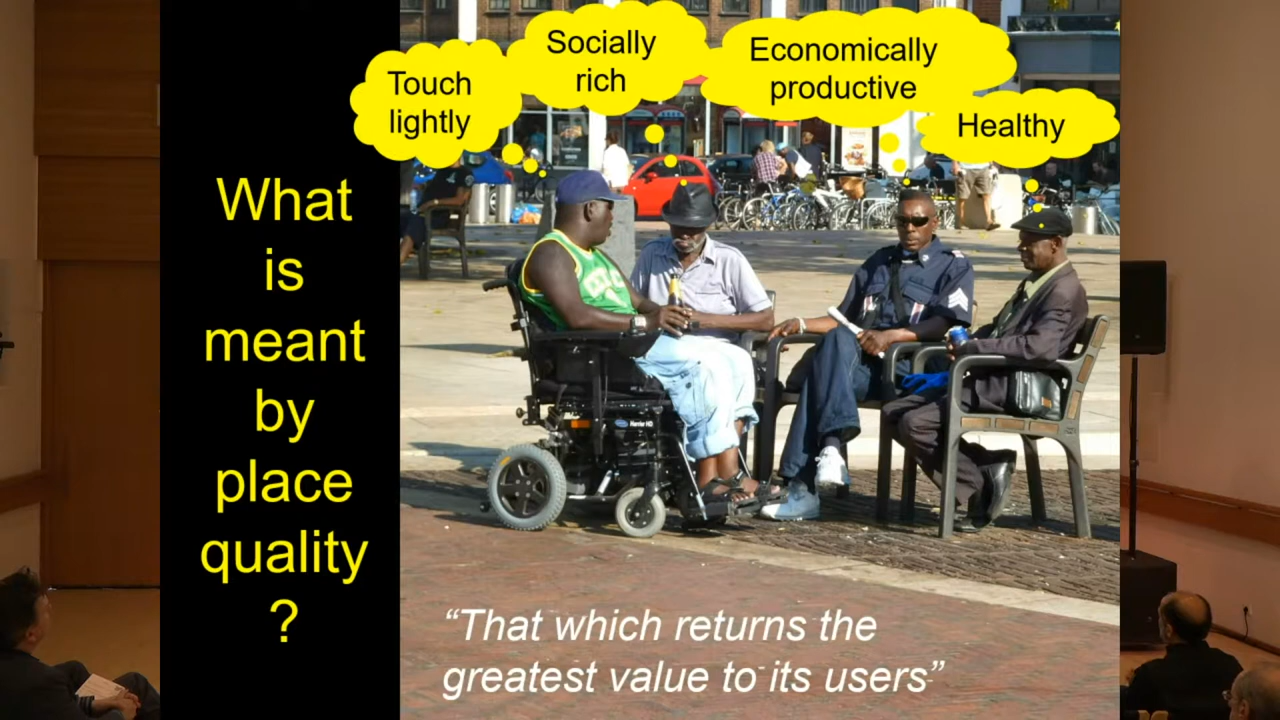 What
is
meant
by
place
quality
?
Touch
lightly
Socially
rich
Economically
productive
Healthy
“That which returns the
greatest value to its users”